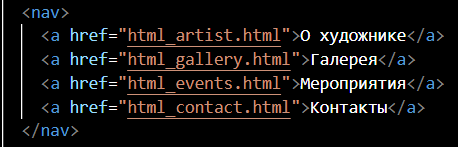 <nav>
<a href="html_artist.html">О художнике</a>
<a href="html_gallery.html">Галерея</a>
<a href="html_events.html">Мероприятия</a>
<a href="html_contact.html">Контакты</a>
</nav>